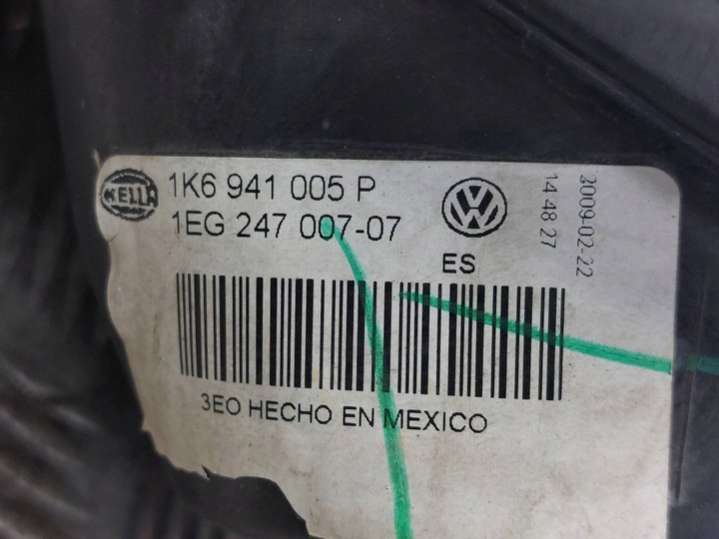 HELLA
1K6 941 005 P
1EG 247 007-07
ES
14 48 27
2009-02-22
3EO HECHO EN MEXICO